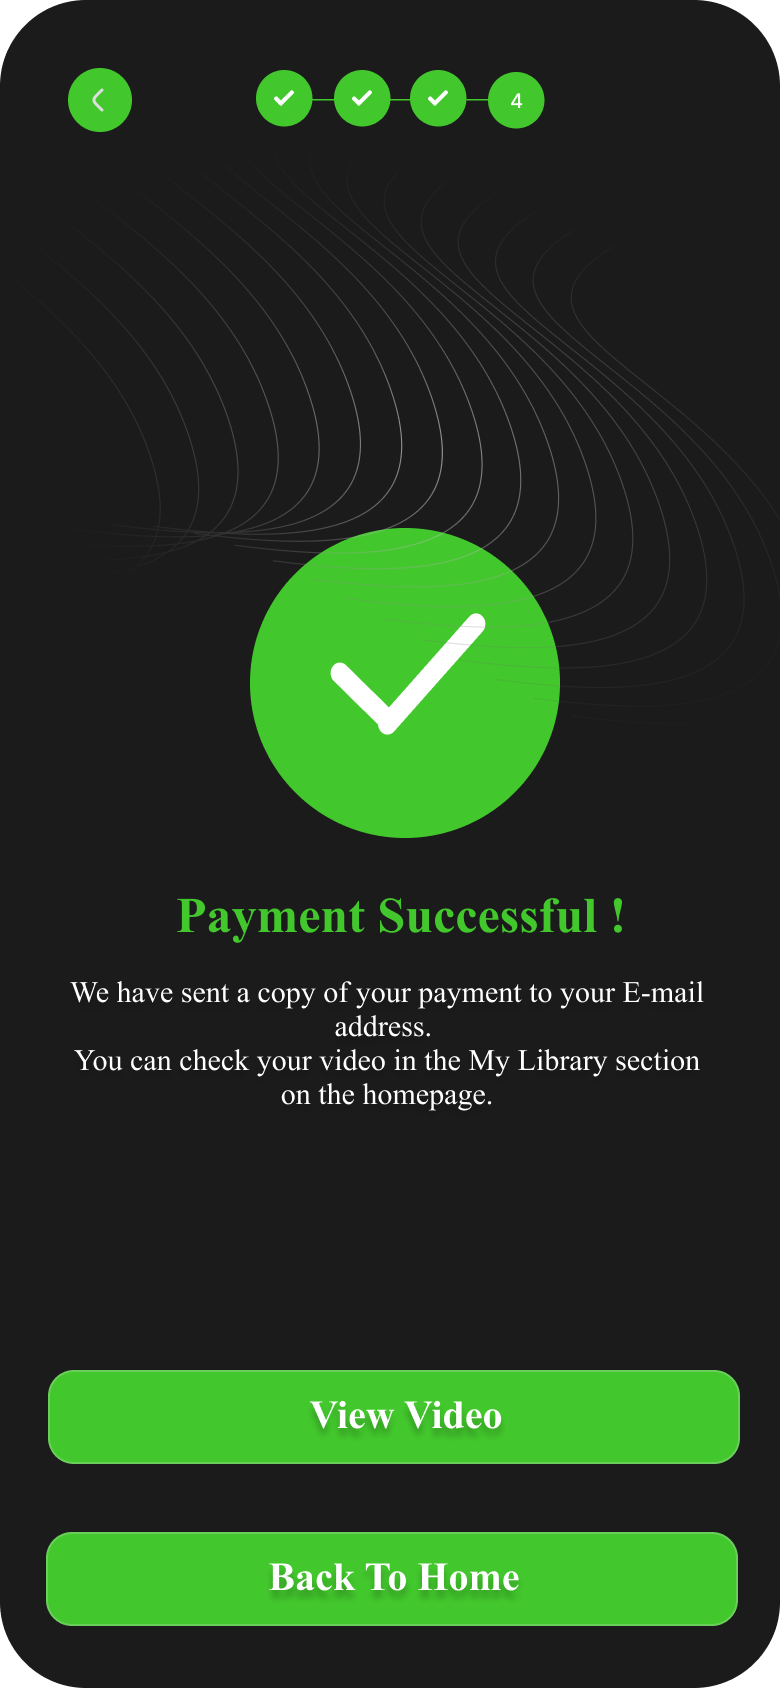 4
Payment Successful !
We have sent a copy of your payment to your E-mail
address.
You can check your video in the My Library section
on the homepage.
View Video
Back To Home